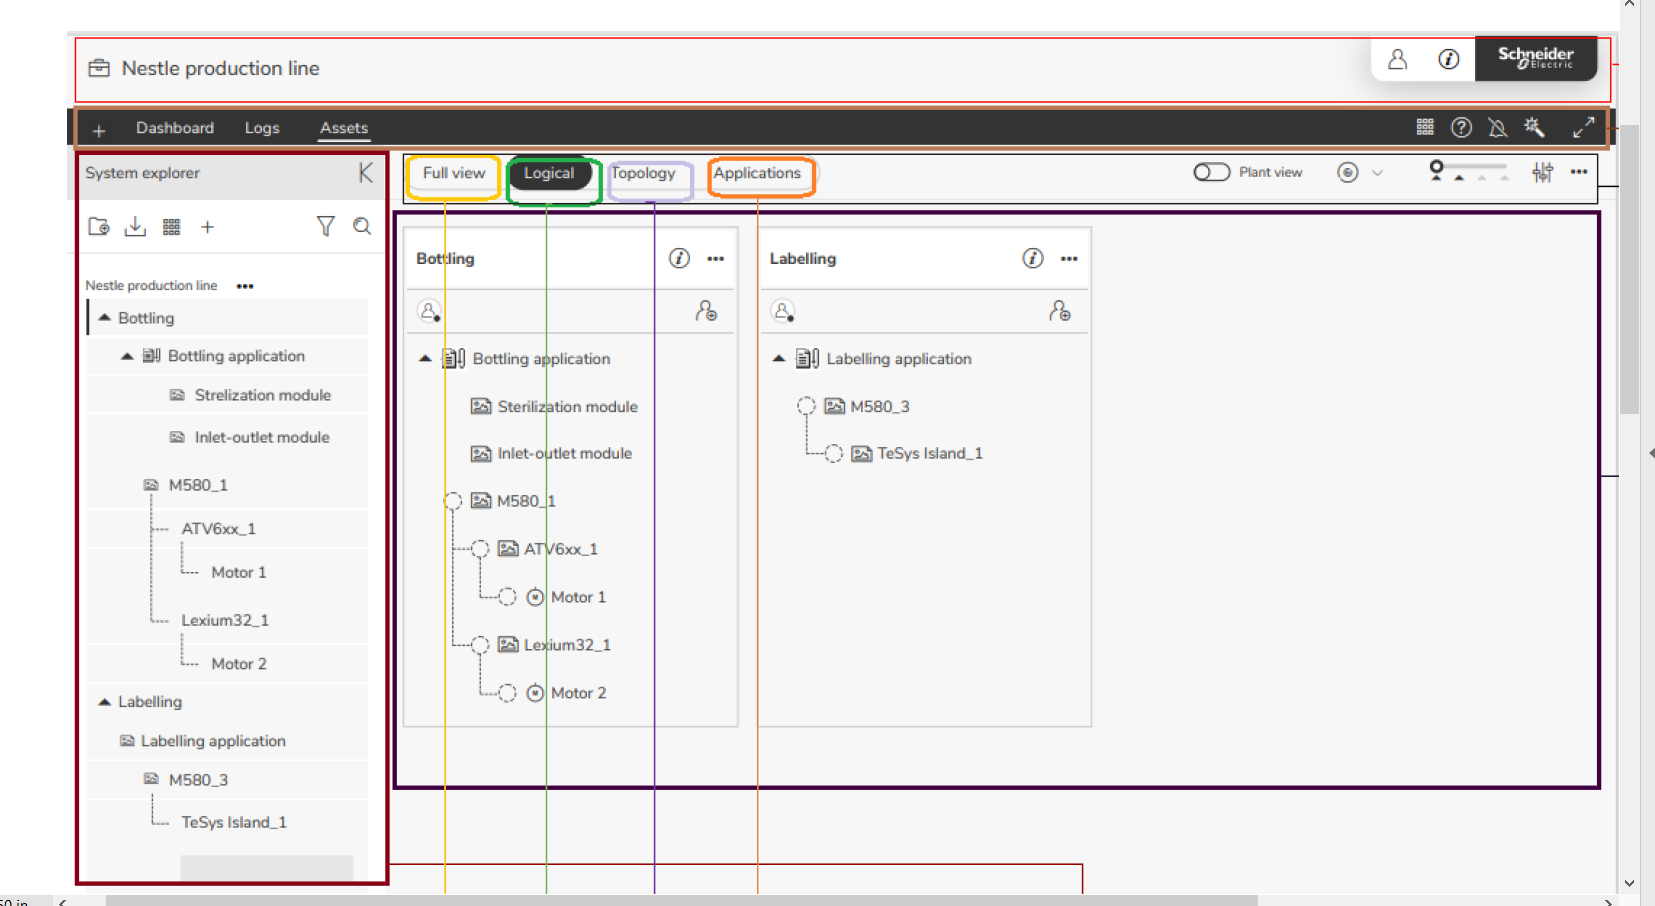 Nestle production line
Schneider
Electric
+ Dashboard Logs Assets
System explorer
Full view Logical Topology Applications Plant view
Nestle production line
Bottling
Bottling application
Strelization module
Inlet-outlet module
M580_1
ATV6xx_1
Motor 1
Lexium32_1
Motor 2
Labelling
Labelling application
M580_3
TeSys Island_1
Bottling
Bottling application
Sterilization module
Inlet-outlet module
M580_1
ATV6xx_1
Motor 1
Lexium32_1
Motor 2
Labelling
Labelling application
M580_3
TeSys Island_1